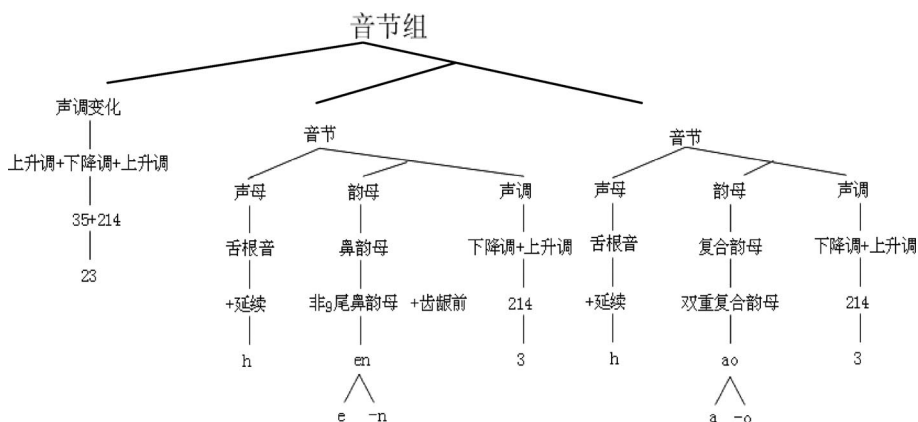 音节组
声调变化
上升调+下降调+上升调
35+214
23
音节 音节
声母 韵母 声调 声母 韵母 声调
舌根音 鼻韵母 下降调+上升调 舌根音 复合韵母 下降调+上升调
+延续 非g尾鼻韵母 +齿龈前 214 +延续 双重复合韵母 214
h en 3 h ao 3
e -n a -o